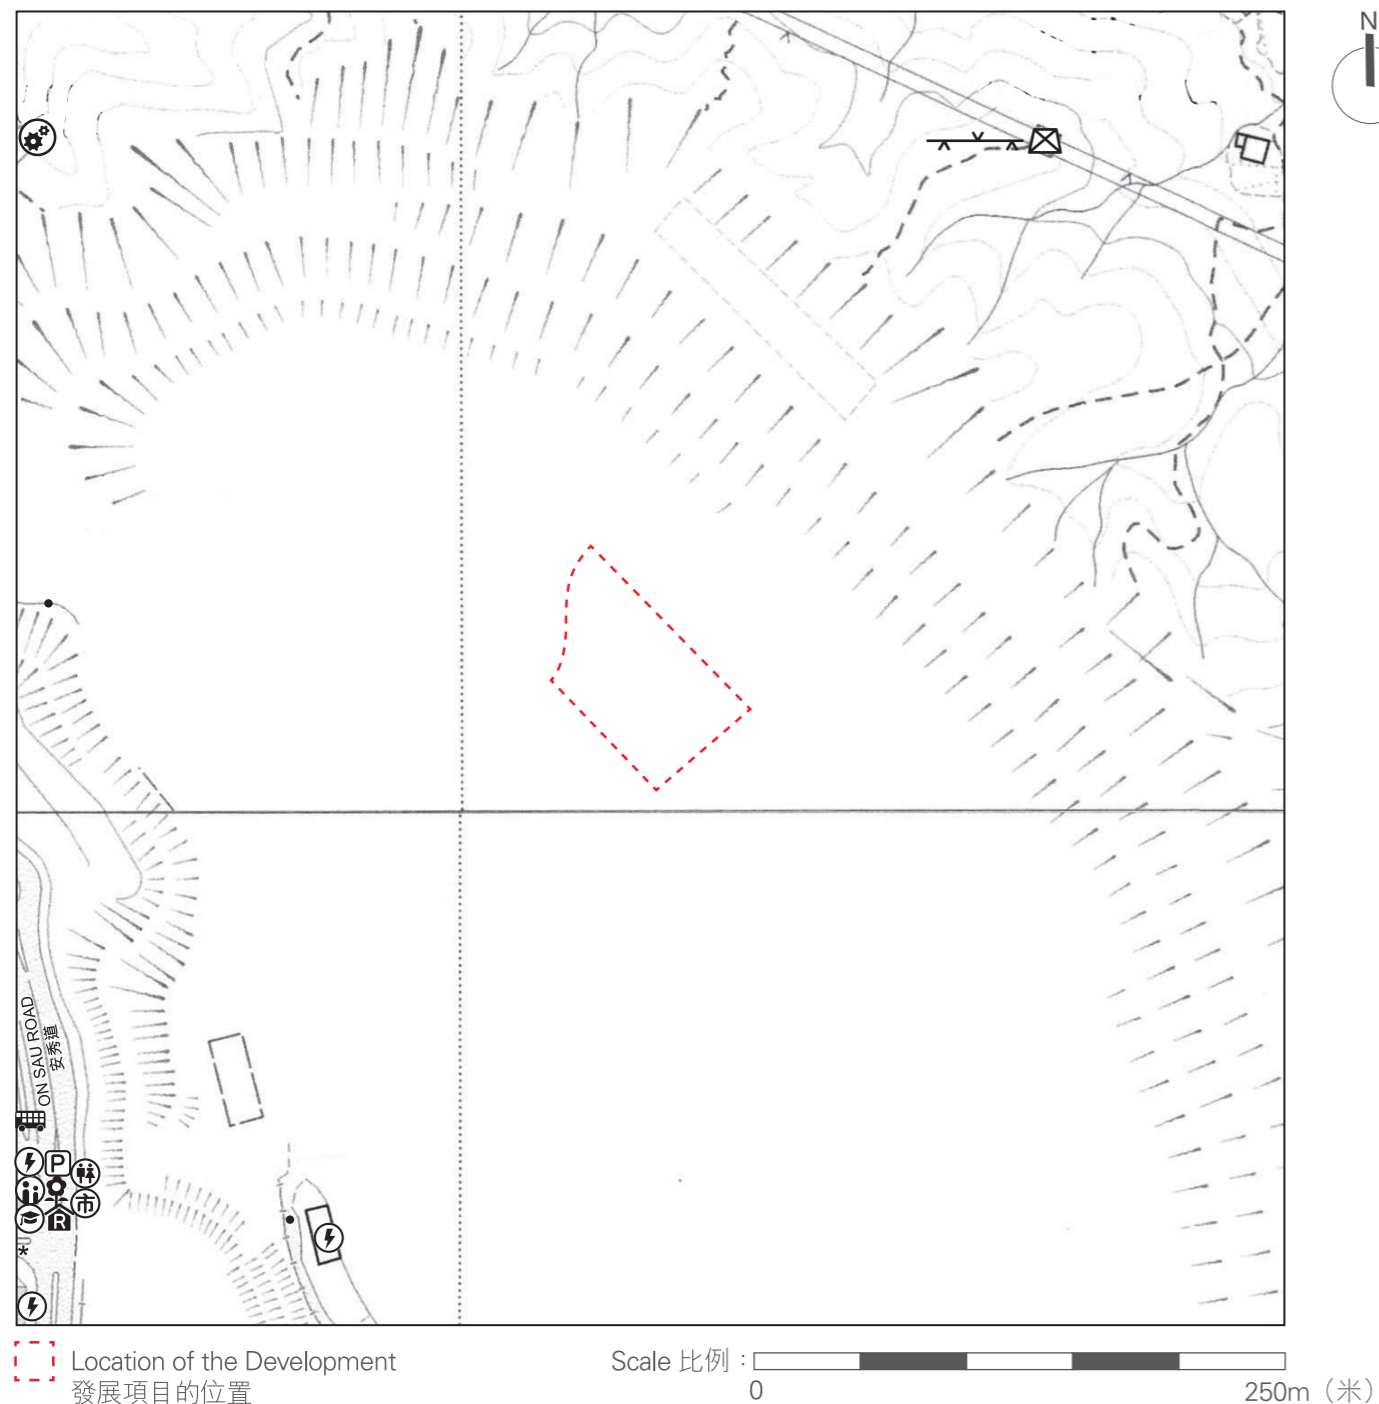 N
ON SAU ROAD
安秀道
P
市
R
*
Location of the Development
發展項目的位置
Scale 比例 :
0
250m（米）